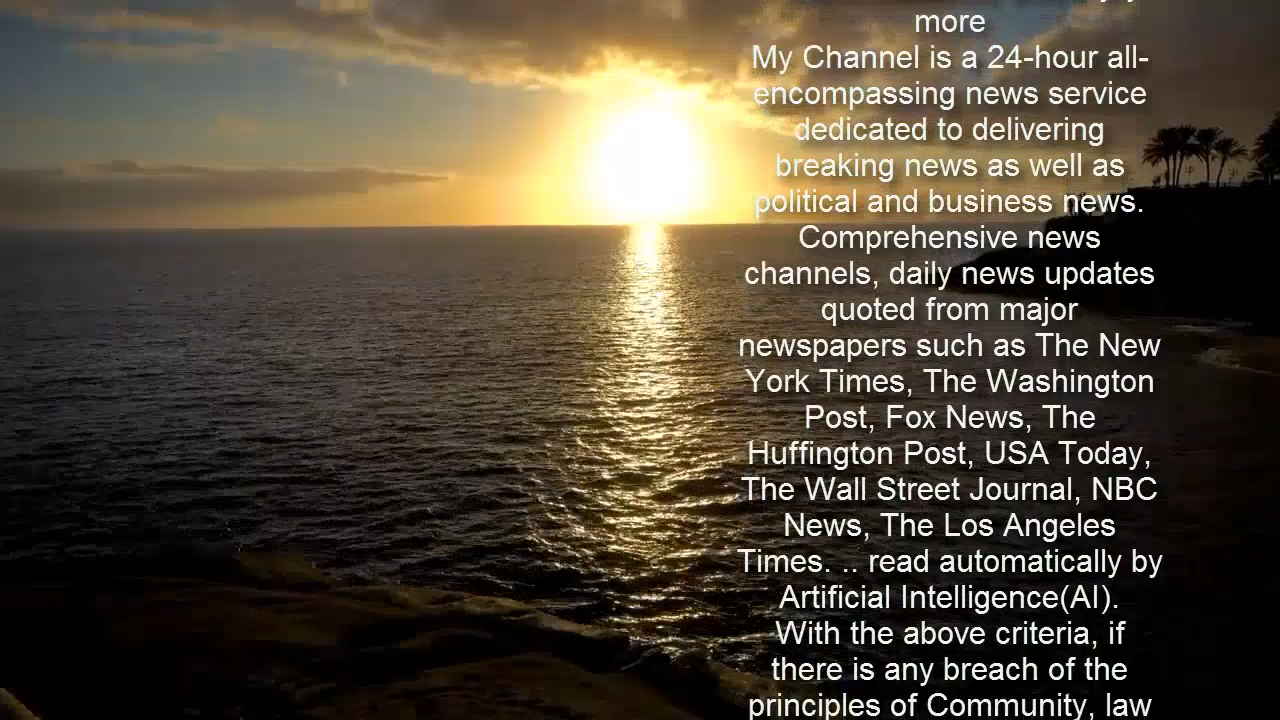 more
My Channel is a 24-hour all-
encompassing news service
dedicated to delivering
breaking news as well as
political and business news.
Comprehensive news
channels, daily news updates
quoted from major
newspapers such as The New
York Times, The Washington
Post, Fox News, The
Huffington Post, USA Today,
The Wall Street Journal, NBC
News, The Los Angeles
Times. .. read automatically by
Artificial Intelligence(AI).
With the above criteria, if
there is any breach of the
principles of Community, law